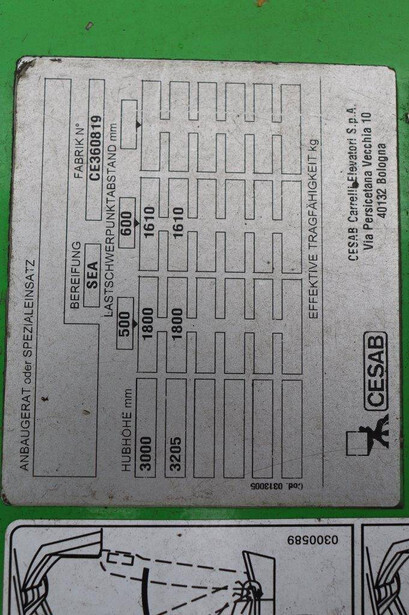 ANBAUGERÄT oder SPEZIALEINSATZ
BEREIFUNG
SEA
FABRIK N°
CE360819
LASTSCHWERPUNKTABSTAND mm
HUBHÖHE mm
500
600
3000
1800
1610
3205
1800
1610
EFFEKTIVE TRAGFÄHIGKEIT kg
Cod. 0313005
CESAB
CESAB Carrelli Elevatori S.p.A.
Via Persicetana Vecchia 10
40132 Bologna
0300589